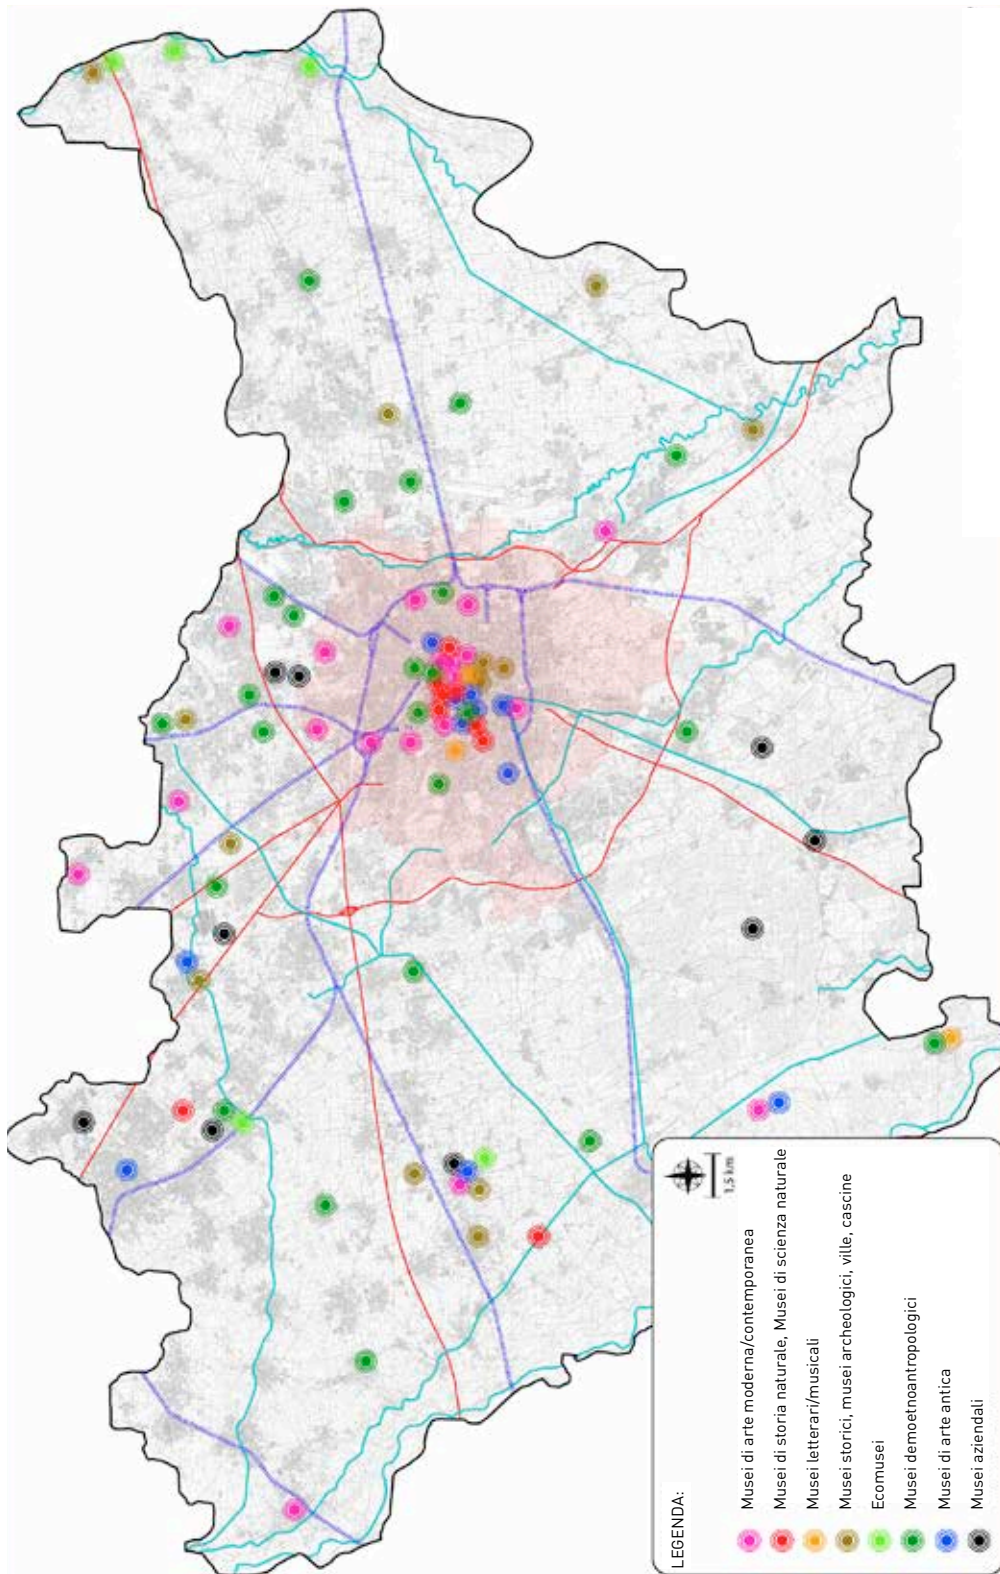 LEGENDA:
Musei di arte moderna/contemporanea
Musei di storia naturale, Musei di scienza naturale
Musei letterari/musicali
Musei storici, musei archeologici, ville, cascine
Ecomusei
Musei demoetnoantropologici
Musei di arte antica
Musei aziendali
1,5 km